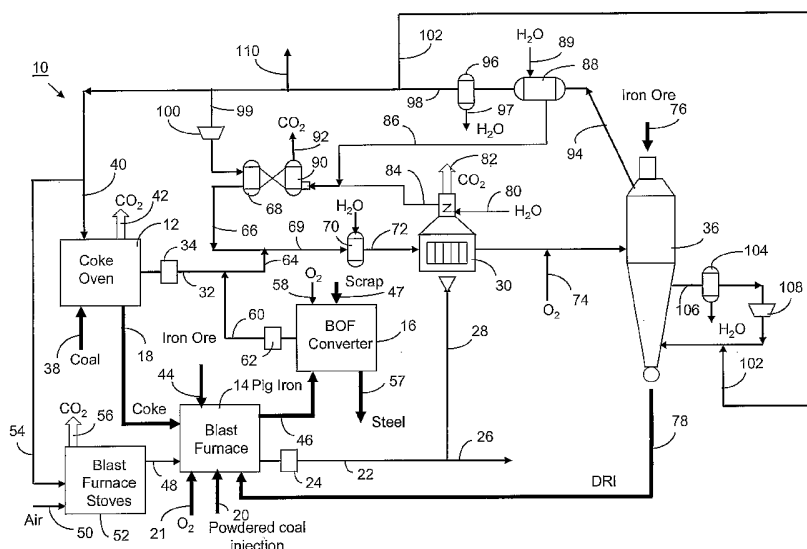 102
H₂O
110
96
89
88
10
99
98
97
H₂O
Iron Ore
76
100
CO₂
92
86
94
90
84
82
CO₂
40
42
CO₂
68
H₂O
80
H₂O
12
34
66
69
70
72
36
64
104
Coke
Oven
32
O₂
Scrap
30
74
O₂
106
108
H₂O
58
47
60
28
38
Coal
18
Iron Ore
62
BOF
Converter
16
102
44
14
Pig Iron
57
CO₂
56
Coke
Steel
54
Blast
Furnace
46
26
78
Blast
Furnace
Stoves
48
24
22
DRI
Air
50
52
21
O₂
20
Powdered coal
injection